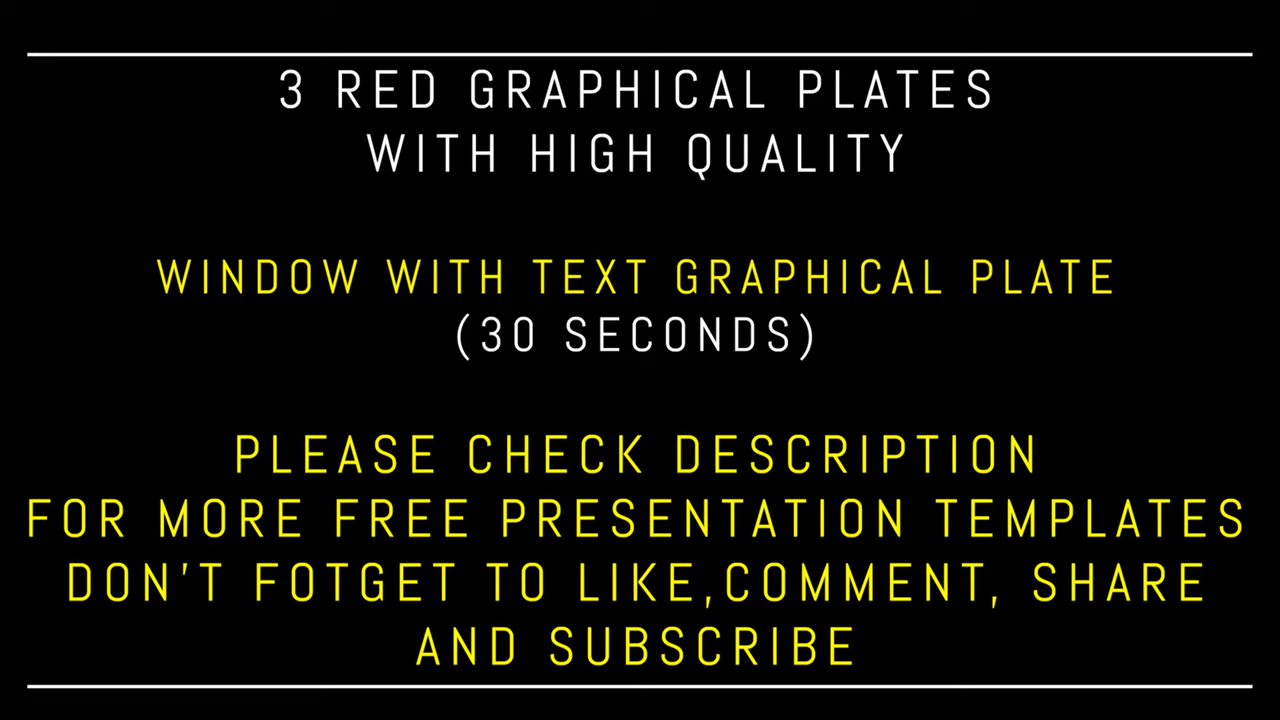 3 RED GRAPHICAL PLATES
WITH HIGH QUALITY
WINDOW WITH TEXT GRAPHICAL PLATE
(30 SECONDS)
PLEASE CHECK DESCRIPTION
FOR MORE FREE PRESENTATION TEMPLATES
DON'T FOTGET TO LIKE,COMMENT, SHARE
AND SUBSCRIBE